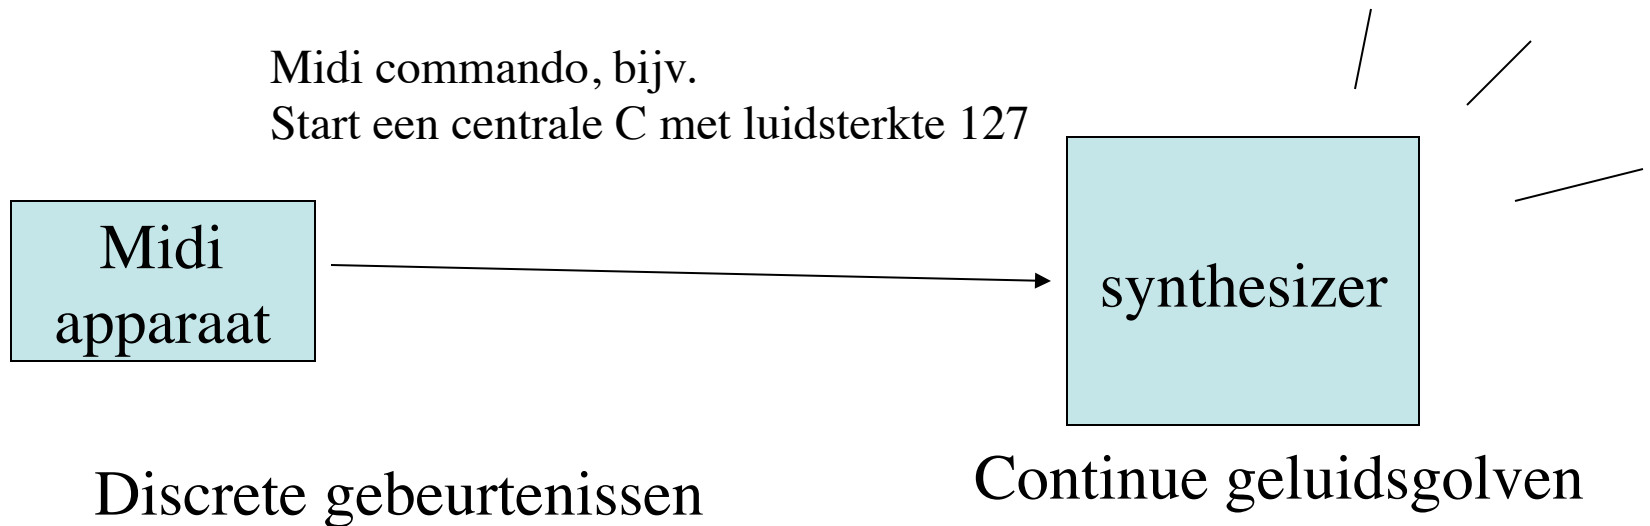 Midi commando, bijv.
Start een centrale C met luidsterkte 127
Midi
apparaat
synthesizer
Discrete gebeurtenissen
Continue geluidsgolven